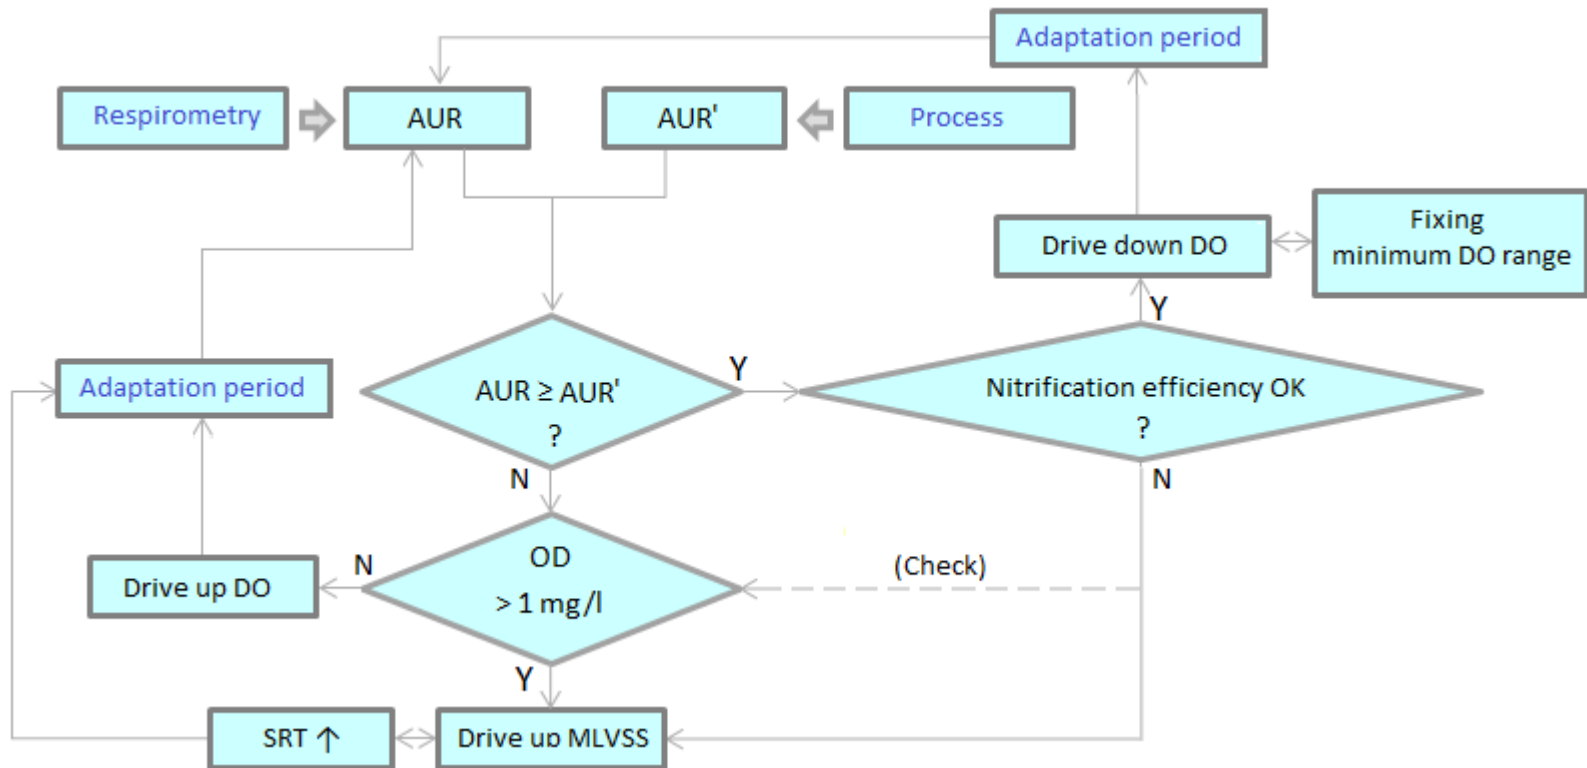 Adaptation period
Respirometry
AUR
AUR'
Process
Drive down DO
Fixing
minimum DO range
Y
Adaptation period
AUR ≥ AUR'
?
Y
Nitrification efficiency OK
?
N
N
Drive up DO
N
OD
> 1 mg/l
(Check)
Y
SRT ↑
Drive up MLVSS